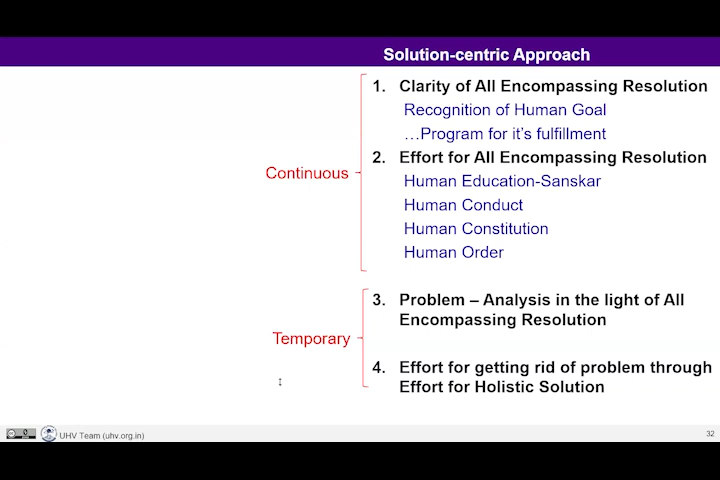 Solution-centric Approach
1. Clarity of All Encompassing Resolution
Recognition of Human Goal
…Program for it's fulfillment
2. Effort for All Encompassing Resolution
Continuous
Human Education-Sanskar
Human Conduct
Human Constitution
Human Order
3. Problem – Analysis in the light of All
Encompassing Resolution
Temporary
4. Effort for getting rid of problem through
Effort for Holistic Solution
UHV Team (uhv.org.in)
32